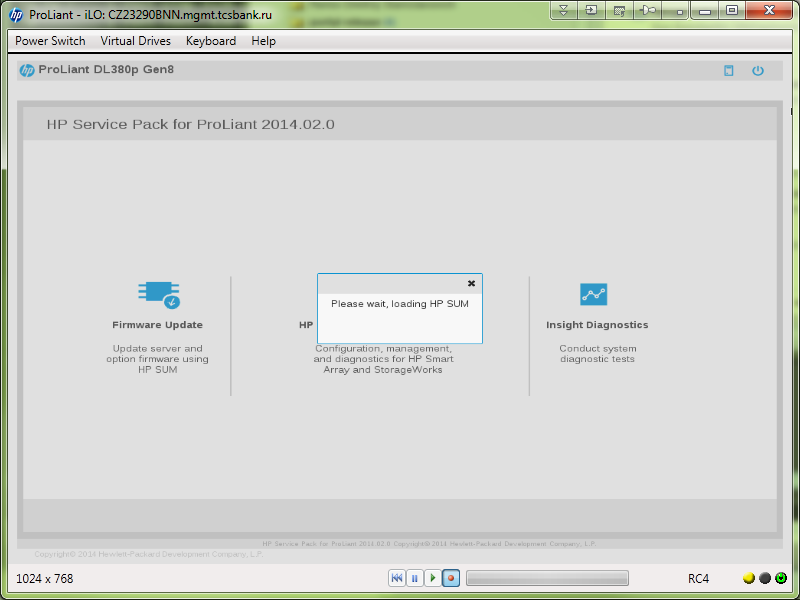 ProLiant - iLO: CZ23290BNN.mgmt.tcsbank.ru
Power Switch Virtual Drives Keyboard Help
hp ProLiant DL380p Gen8
HP Service Pack for ProLiant 2014.02.0
Please wait, loading HP SUM
Firmware Update
HP
Insight Diagnostics
Update server and
option firmware using
HP SUM
Configuration, management,
and diagnostics for HP Smart
Array and StorageWorks
Conduct system
diagnostic tests
HP Service Pack for ProLiant 2014.02.0 Copyright© 2014 Hewlett-Packard Development Company, L.P.
Copyright© 2014 Hewlett-Packard Development Company, L.P.
1024 x 768
RC4